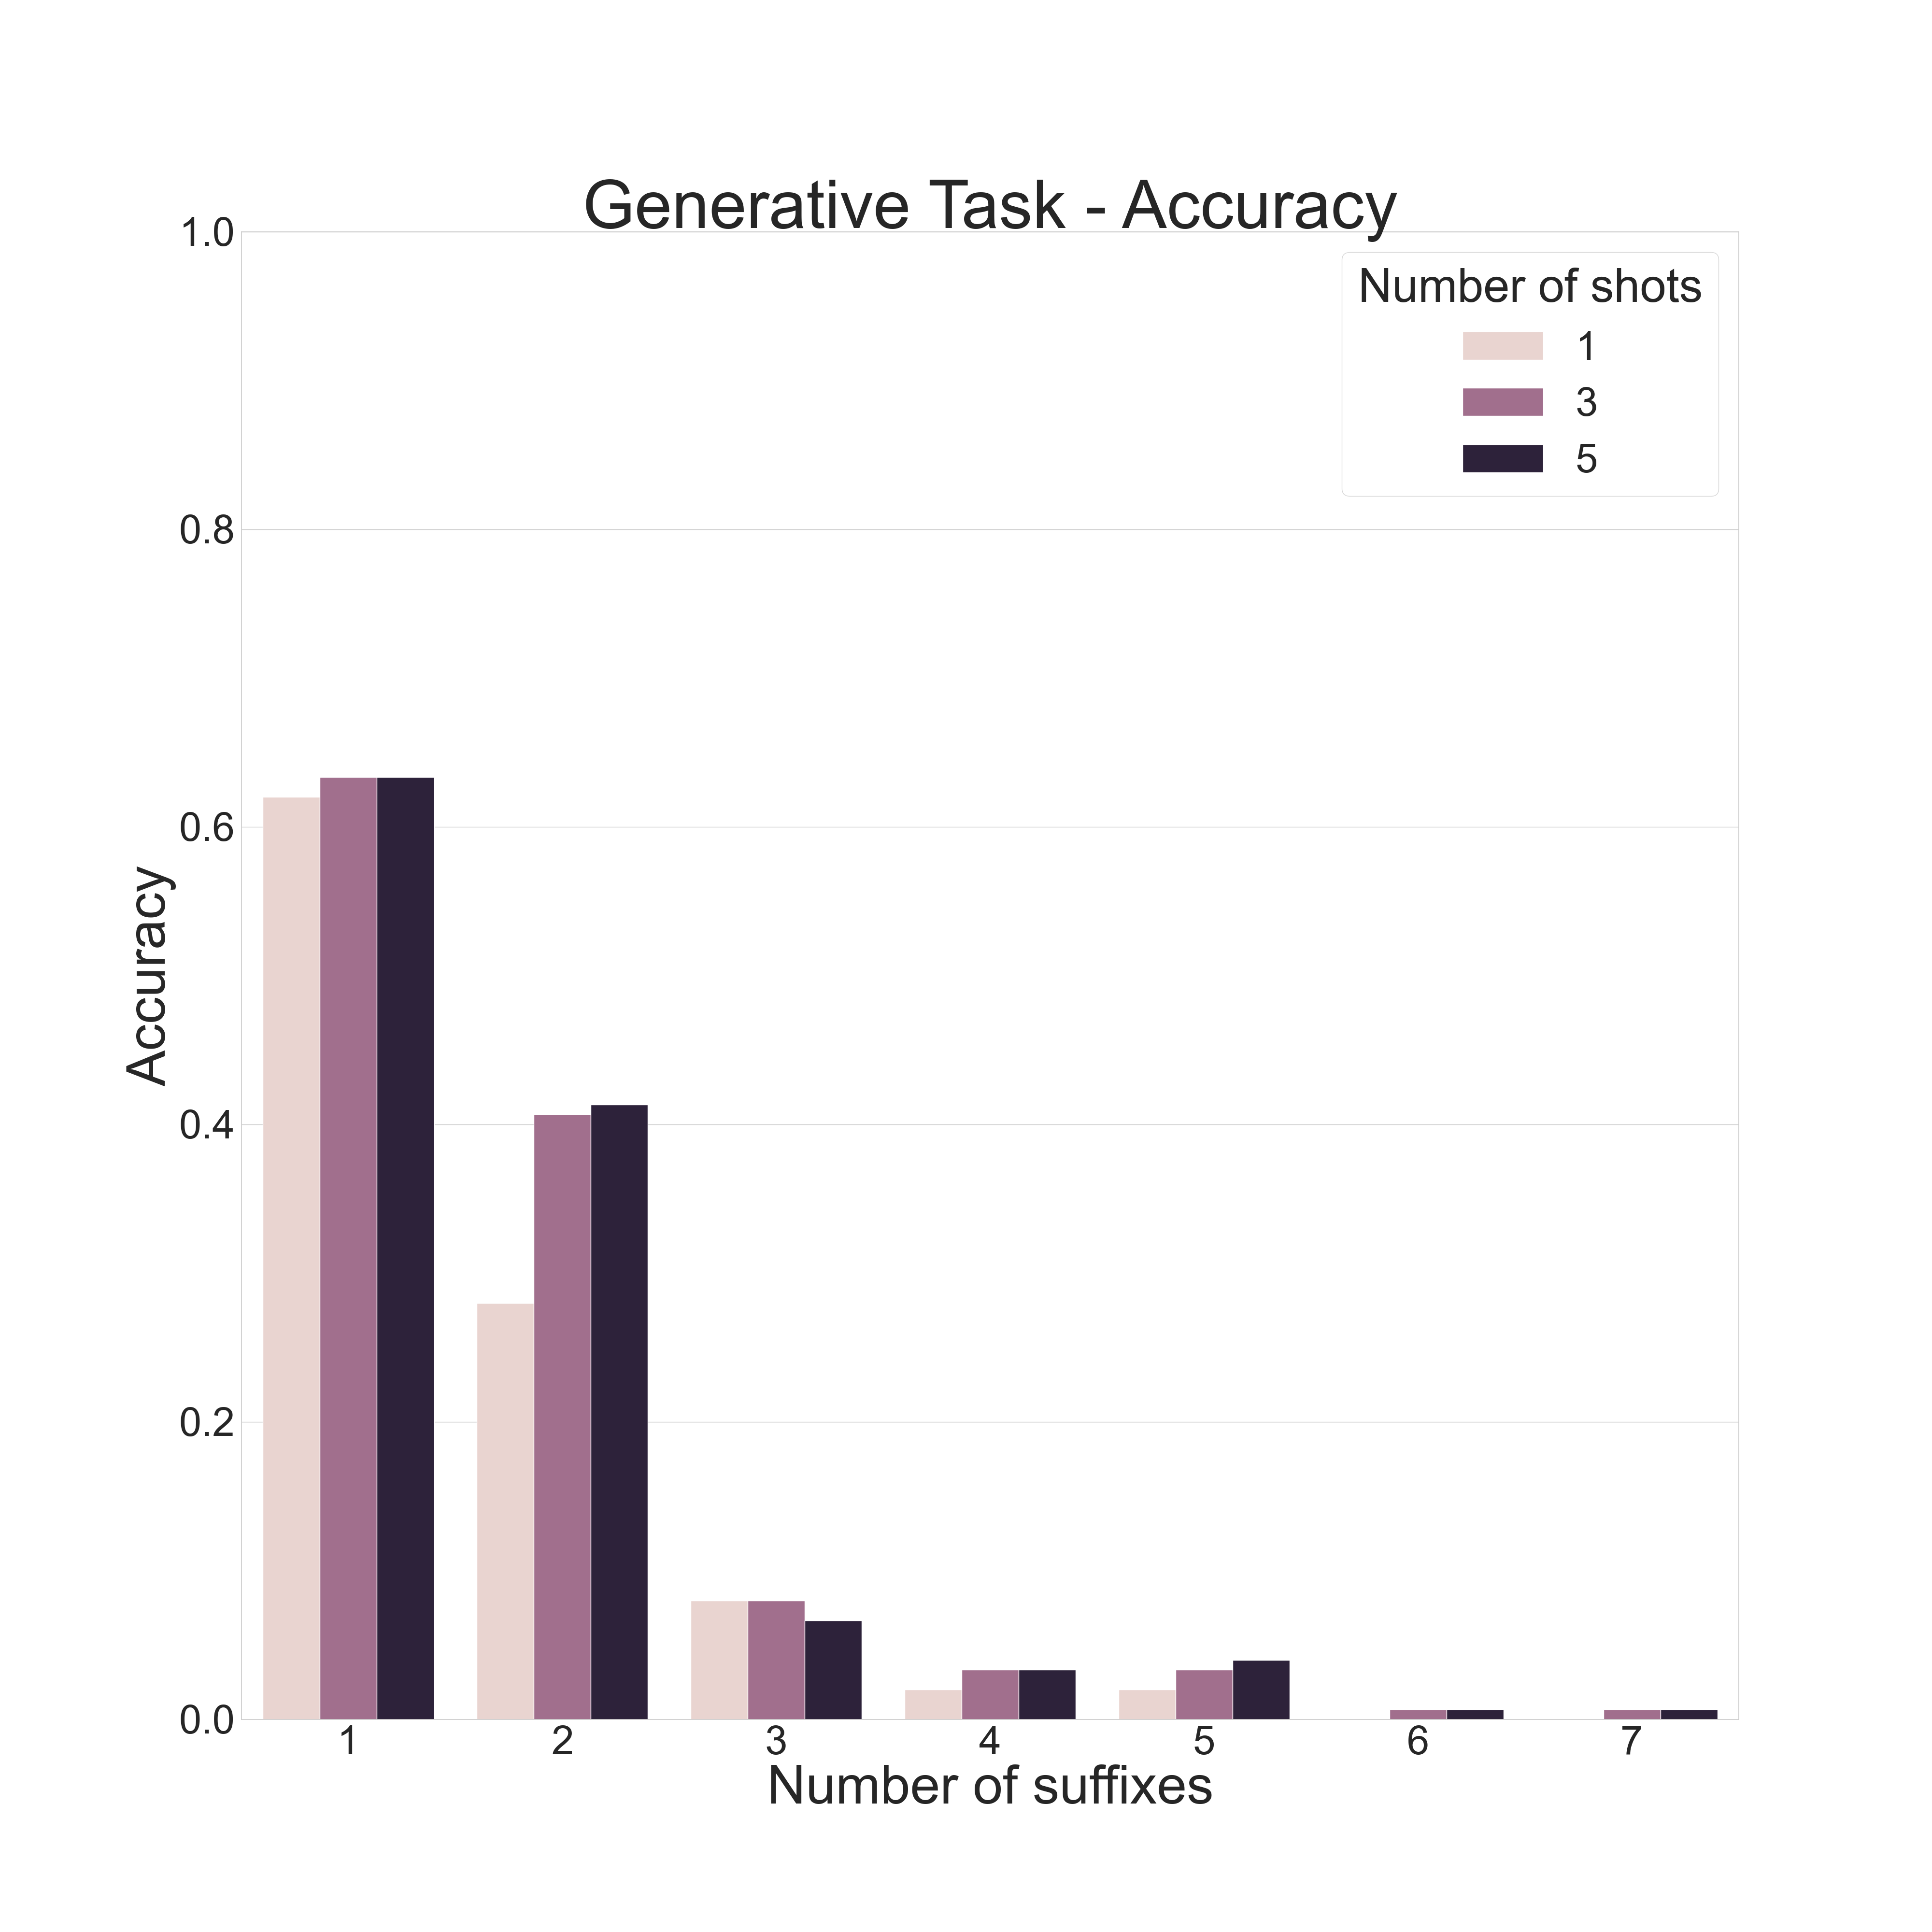 Generative Task - Accuracy
1.0
0.8
0.6
0.4
0.2
0.0
Accuracy
Number of shots
1
3
5
1 2 3 4 5 6 7
Number of suffixes